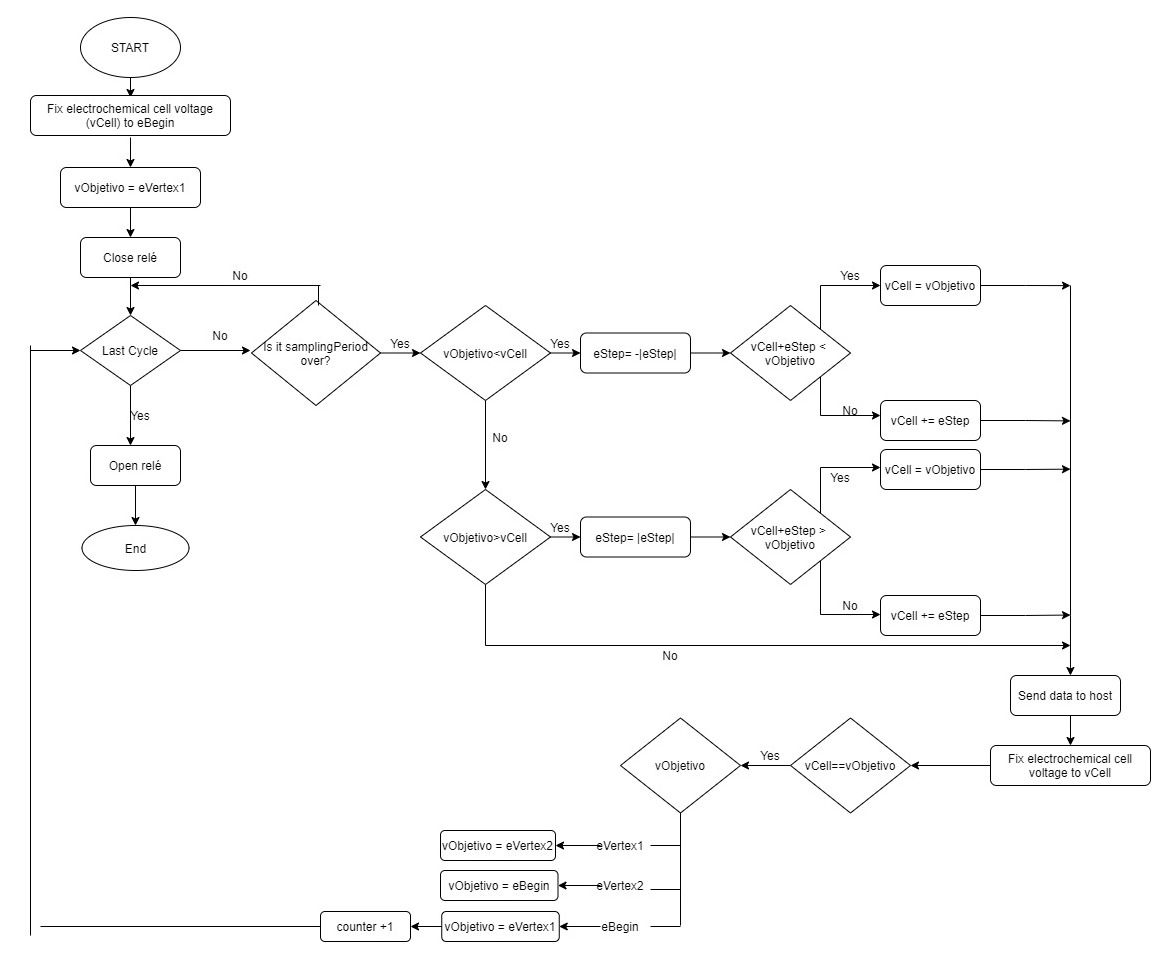 START
Fix electrochemical cell voltage
(vCell) to eBegin
vObjetivo = eVertex1
Close relé
No
Last Cycle
No
Is it samplingPeriod
over?
Yes
vObjetivo<vCell
Yes
eStep= -|eStep|
vCell+eStep <
vObjetivo
Yes
vCell = vObjetivo
No
vCell += eStep
Yes
Open relé
End
No
vObjetivo>vCell
Yes
eStep= |eStep|
vCell+eStep >
vObjetivo
Yes
vCell = vObjetivo
No
vCell += eStep
No
Send data to host
Fix electrochemical cell
voltage to vCell
vCell==vObjetivo
Yes
vObjetivo
eVertex1
vObjetivo = eVertex2
eVertex2
vObjetivo = eBegin
eBegin
vObjetivo = eVertex1
counter +1